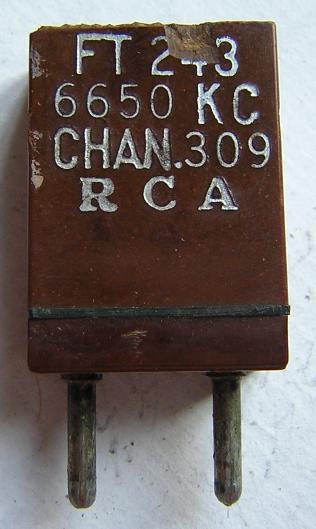 FT 243
6650 KC
CHAN. 309
RCA